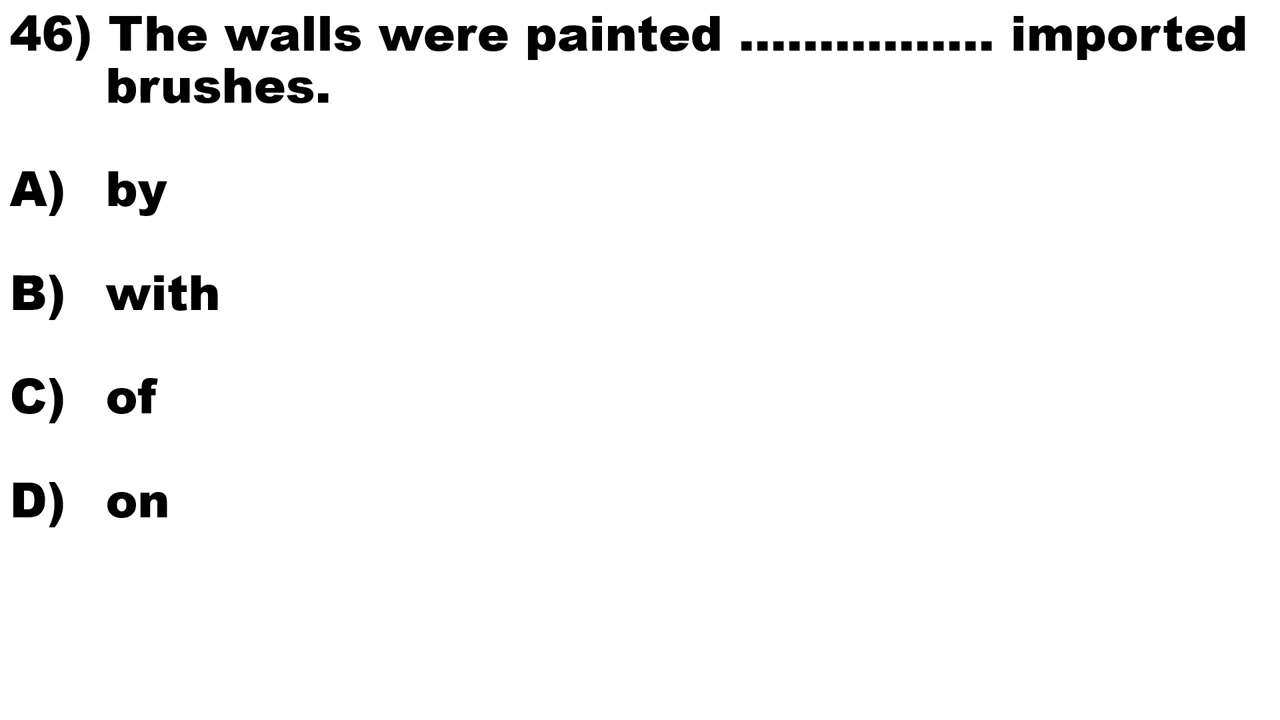 46) The walls were painted ................ imported
brushes.
A) by
B) with
C) of
D) on